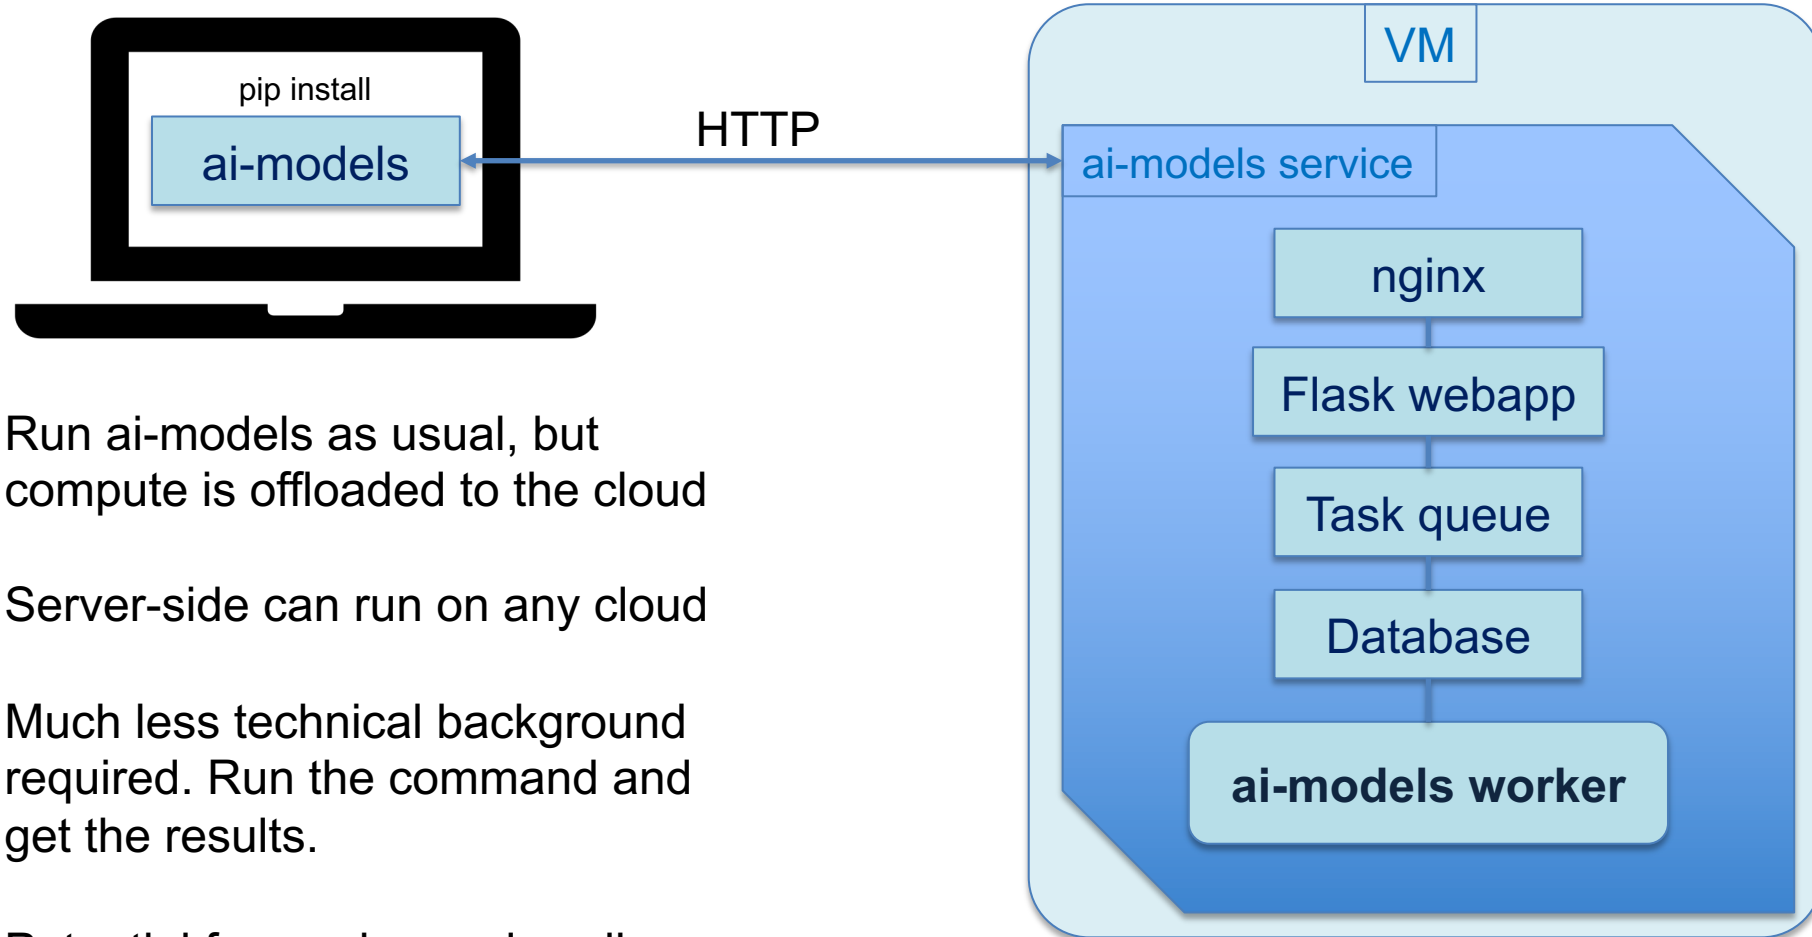 pip install
ai-models
HTTP
VM
ai-models service
nginx
Flask webapp
Task queue
Database
ai-models worker
Run ai-models as usual, but
compute is offloaded to the cloud
Server-side can run on any cloud
Much less technical background
required. Run the command and
get the results.